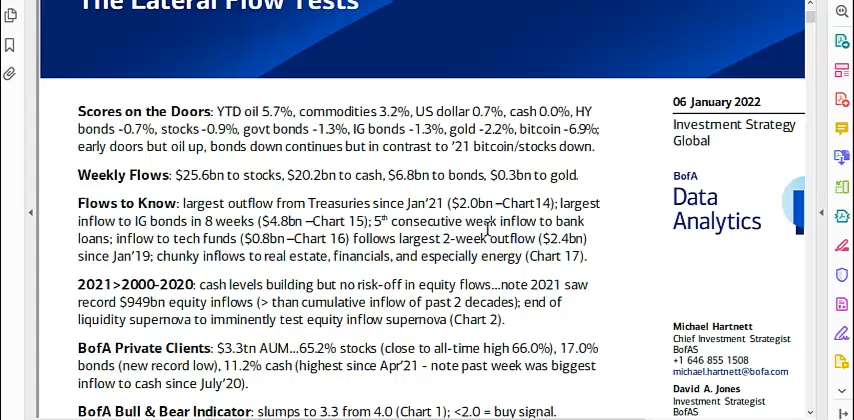 The Lateral Flow Tests
Scores on the Doors: YTD oil 5.7%, commodities 3.2%, US dollar 0.7%, cash 0.0%, HY
bonds -0.7%, stocks -0.9%, govt bonds -1.3%, IG bonds -1.3%, gold -2.2%, bitcoin -6.9%;
early doors but oil up, bonds down continues but in contrast to '21 bitcoin/stocks down.
Weekly Flows: $25.6bn to stocks, $20.2bn to cash, $6.8bn to bonds, $0.3bn to gold.
Flows to Know: largest outflow from Treasuries since Jan'21 ($2.0bn –Chart14); largest
inflow to IG bonds in 8 weeks ($4.8bn –Chart 15); 5th consecutive week inflow to bank
loans; inflow to tech funds ($0.8bn –Chart 16) follows largest 2-week outflow ($2.4bn)
since Jan'19; chunky inflows to real estate, financials, and especially energy (Chart 17).
2021>2000-2020: cash levels building but no risk-off in equity flows…note 2021 saw
record $949bn equity inflows (> than cumulative inflow of past 2 decades); end of
liquidity supernova to imminently test equity inflow supernova (Chart 2).
BofA Private Clients: $3.3tn AUM…65.2% stocks (close to all-time high 66.0%), 17.0%
bonds (new record low), 11.2% cash (highest since Apr'21 - note past week was biggest
inflow to cash since July'20).
BofA Bull & Bear Indicator: slumps to 3.3 from 4.0 (Chart 1); <2.0 = buy signal.
06 January 2022
Investment Strategy
Global
BofA
Data
Analytics
Michael Hartnett
Chief Investment Strategist
BofAS
+1 646 855 1508
michael.hartnett@bofa.com
David A. Jones
Investment Strategist
BofAS